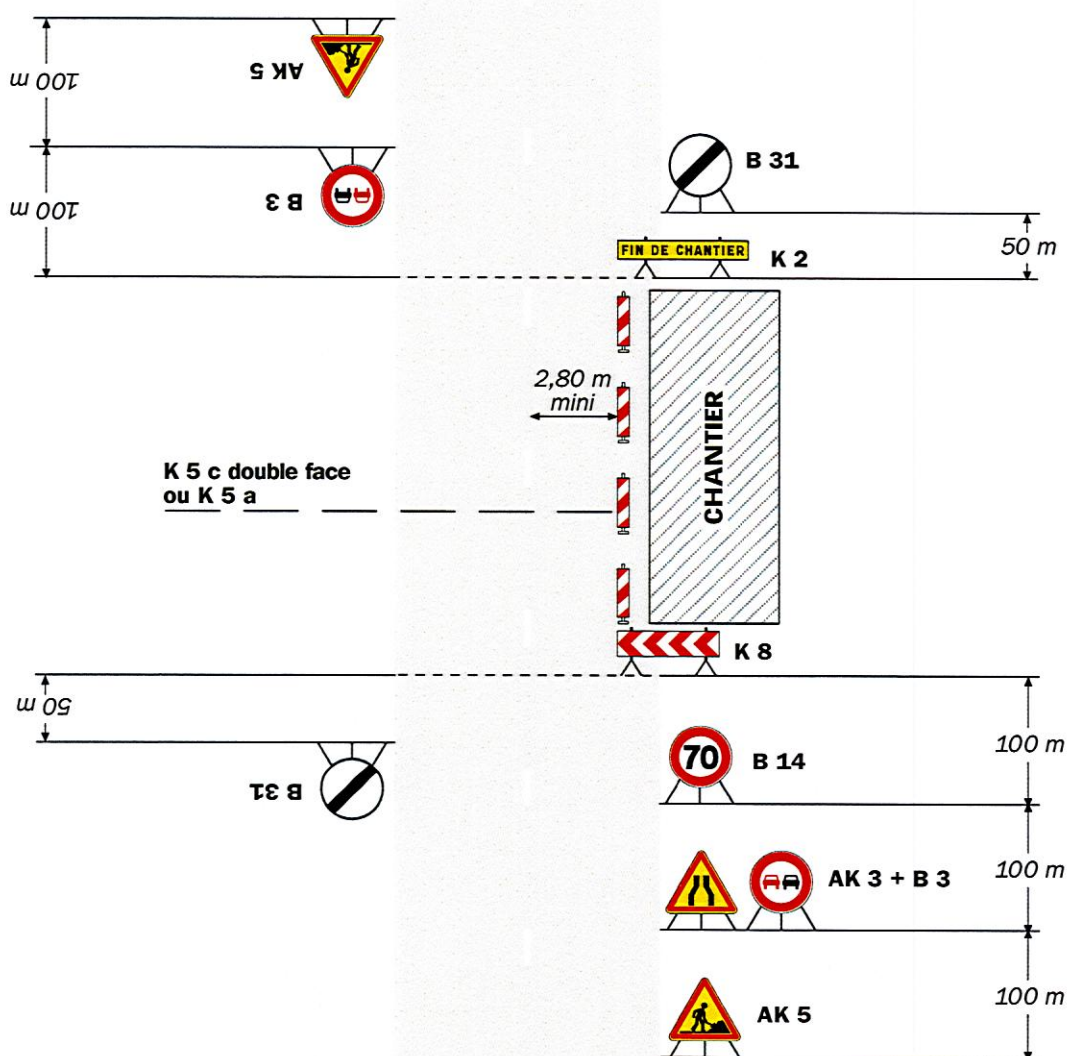 100 m
AK 5
100 m
B 3
B 31
50 m
FIN DE CHANTIER
K 2
2,80 m
mini
CHANTIER
K 5 c double face
ou K 5 a
K 8
50 m
B 31
70
B 14
100 m
AK 3 + B 3
100 m
AK 5
100 m